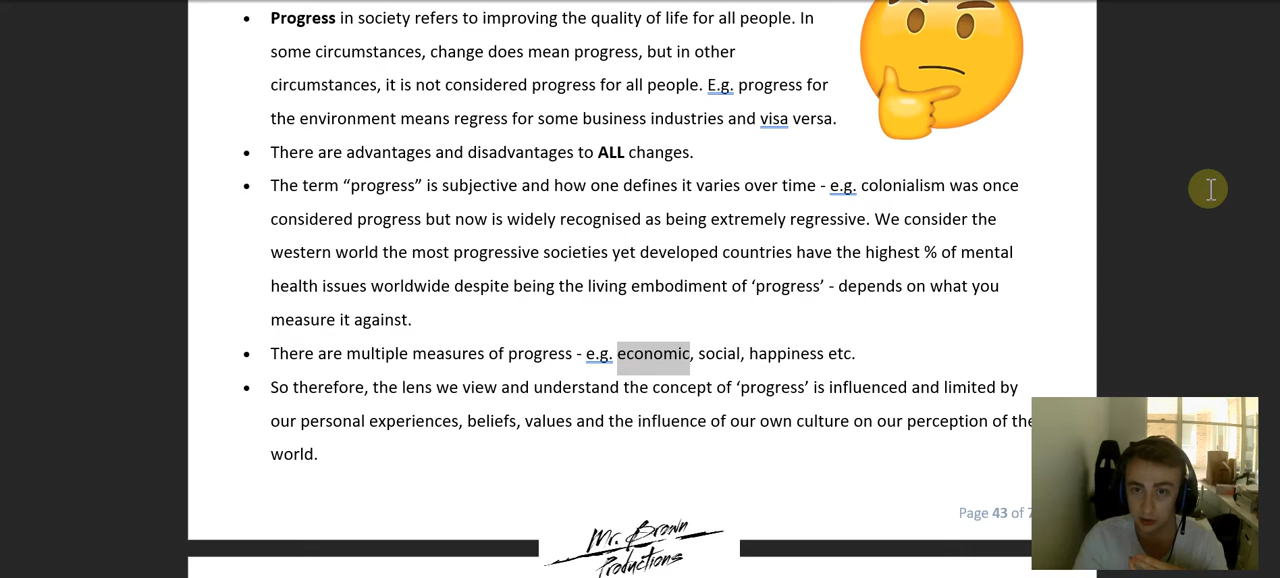 Progress in society refers to improving the quality of life for all people. In
some circumstances, change does mean progress, but in other
circumstances, it is not considered progress for all people. E.g. progress for
the environment means regress for some business industries and visa versa.
There are advantages and disadvantages to ALL changes.
The term “progress” is subjective and how one defines it varies over time - e.g. colonialism was once
considered progress but now is widely recognised as being extremely regressive. We consider the
western world the most progressive societies yet developed countries have the highest % of mental
health issues worldwide despite being the living embodiment of ‘progress’ - depends on what you
measure it against.
There are multiple measures of progress - e.g. economic, social, happiness etc.
So therefore, the lens we view and understand the concept of ‘progress’ is influenced and limited by
our personal experiences, beliefs, values and the influence of our own culture on our perception of the
world.
Page 43 of
Mr. Brown
Productions